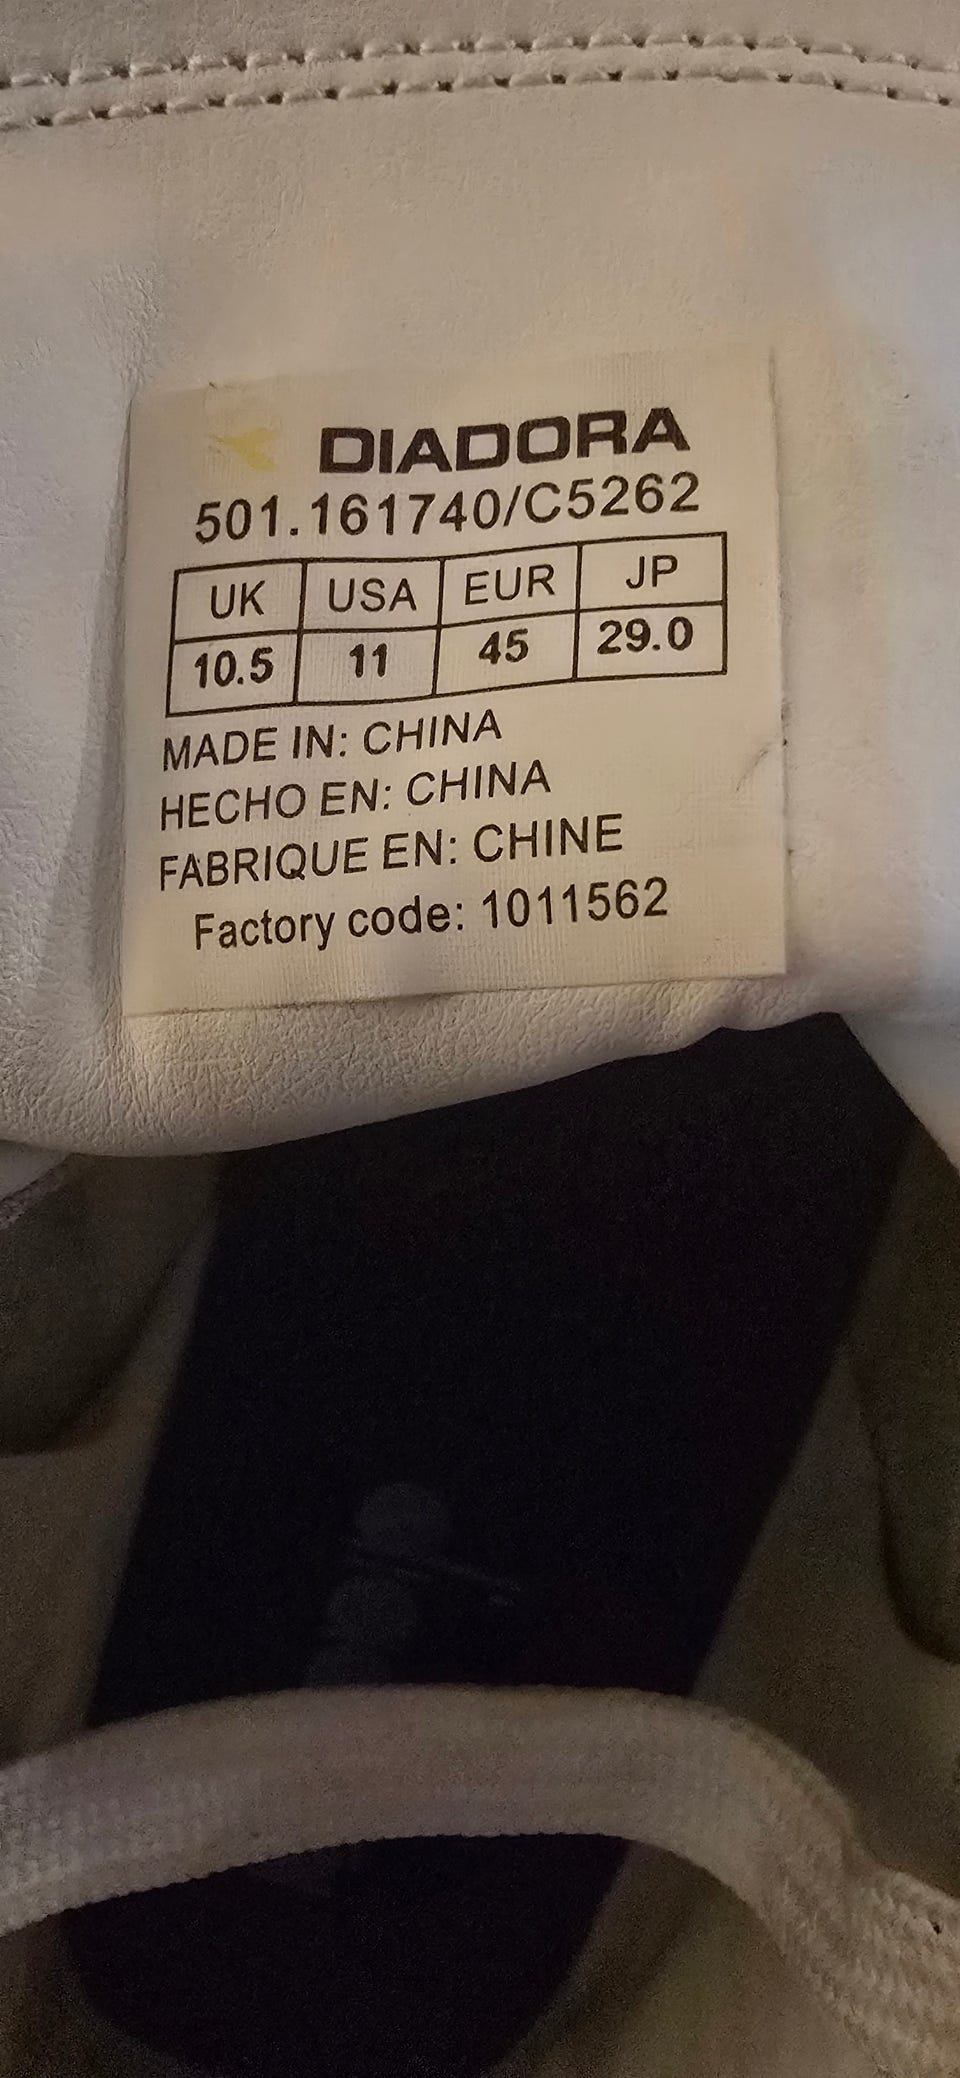 DIADORA
501.161740/C5262
UK USA EUR JP
10.5 11 45 29.0
MADE IN: CHINA
HECHO EN: CHINA
FABRIQUE EN: CHINE
Factory code: 1011562